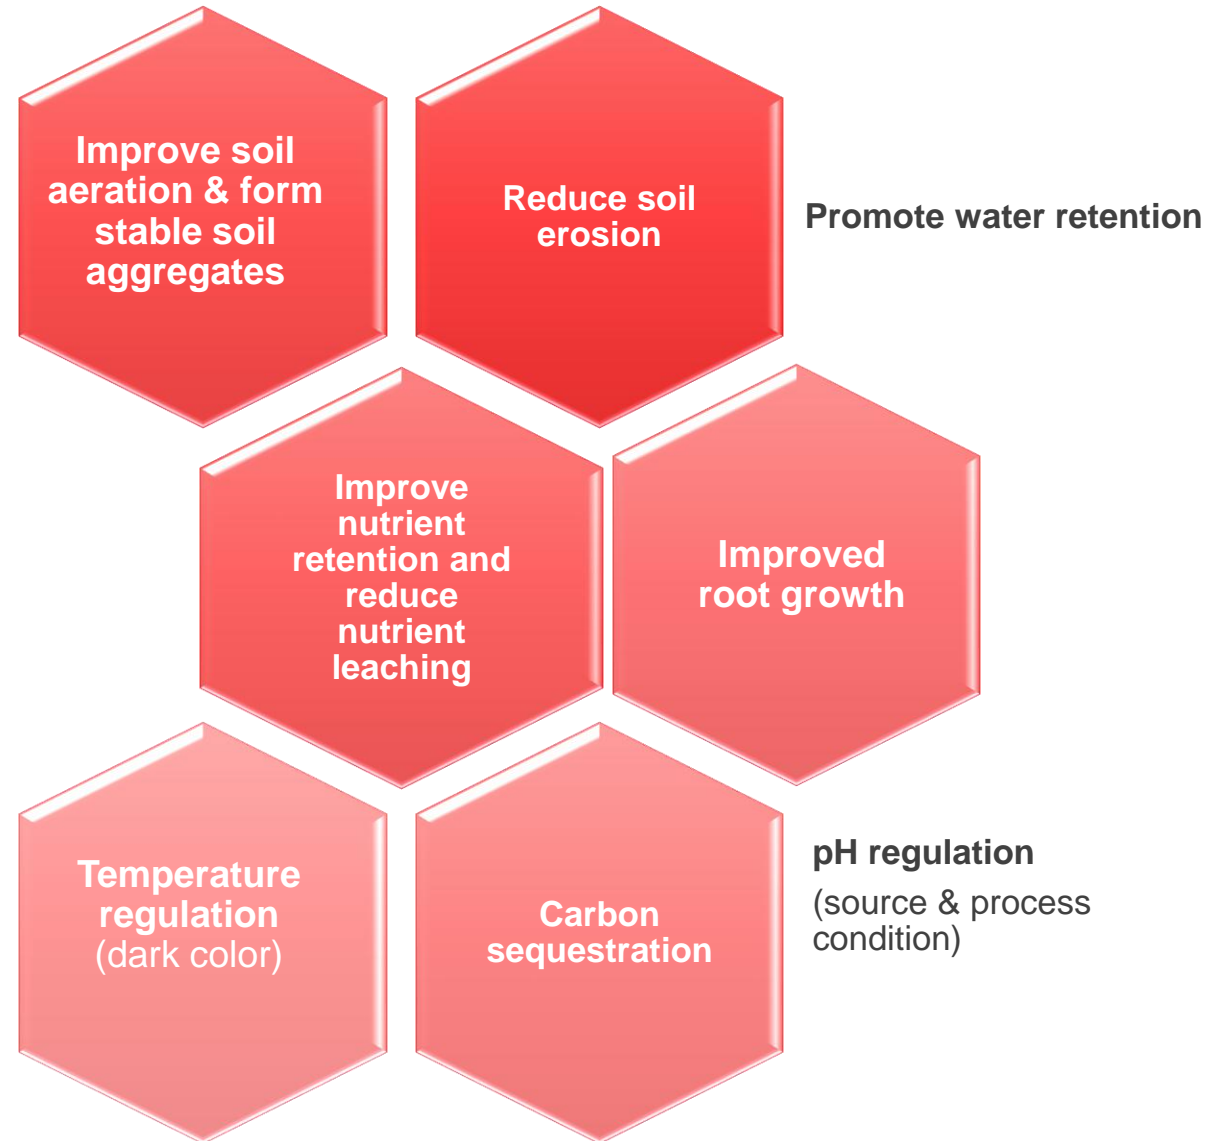 Improve soil
aeration & form
stable soil
aggregates
Reduce soil
erosion
Promote water retention
Improve
nutrient
retention and
reduce
nutrient
leaching
Improved
root growth
Temperature
regulation
(dark color)
Carbon
sequestration
pH regulation
(source & process
condition)